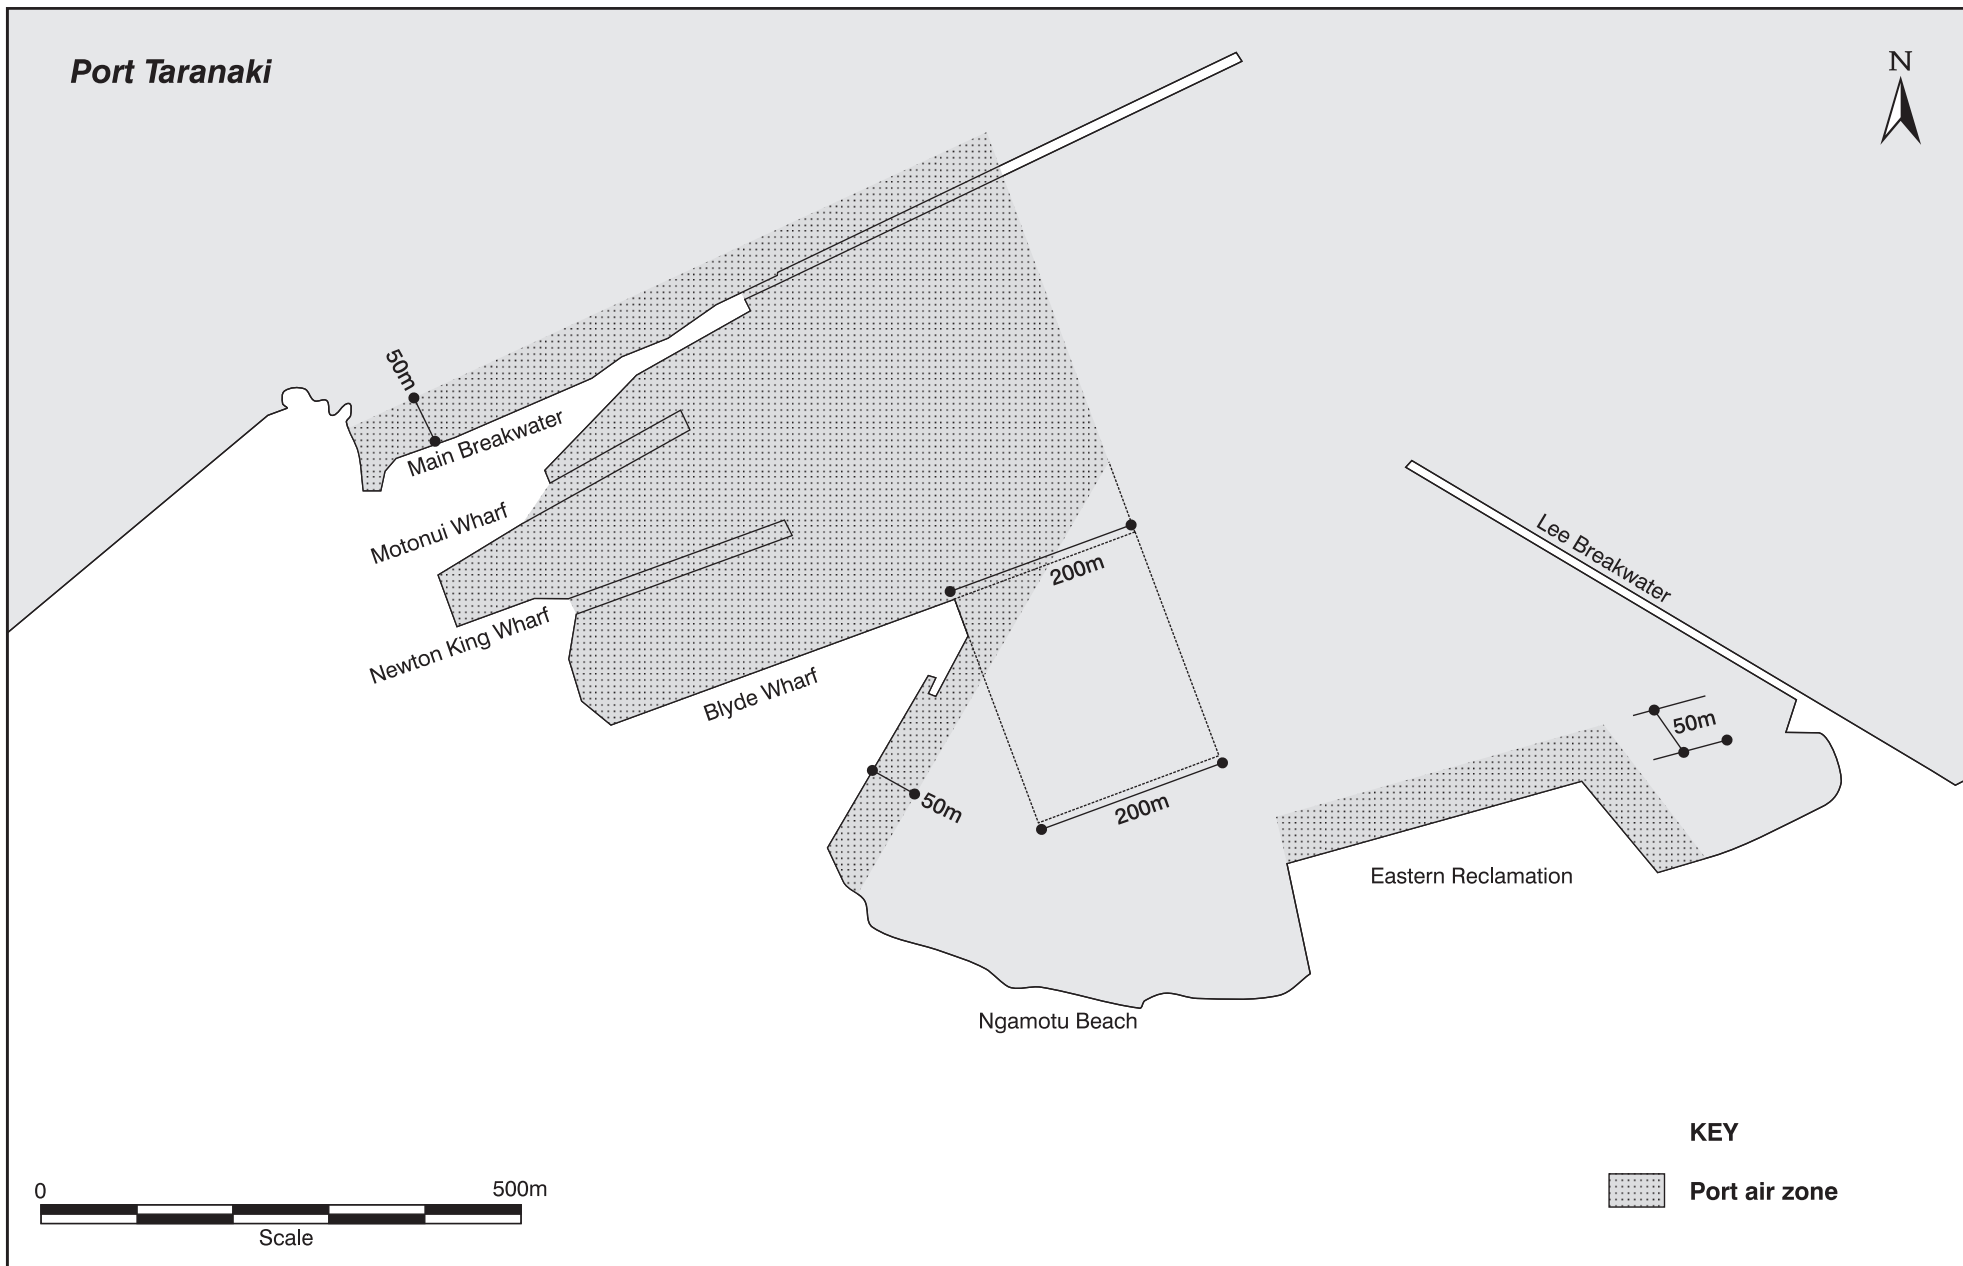 Port Taranaki
N
50m
Main Breakwater
Motonui Wharf
Newton King Wharf
Blyde Wharf
200m
Lee Breakwater
50m
50m
200m
Eastern Reclamation
Ngamotu Beach
KEY
Port air zone
0
500m
Scale